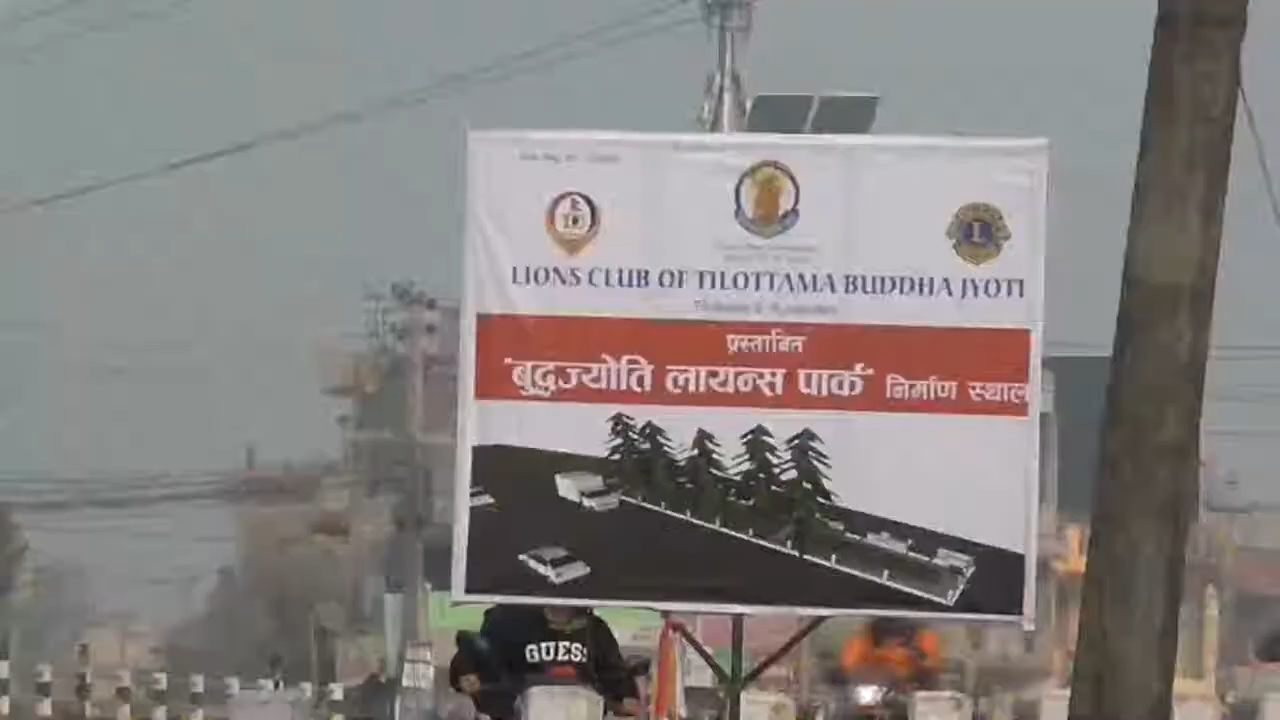 LIONS CLUB OF TILOTTAMA BUDDHA JYOTI
प्रस्तावित
"बुद्धज्योति लायन्स पार्क" निर्माण स्थल
L
GUESS